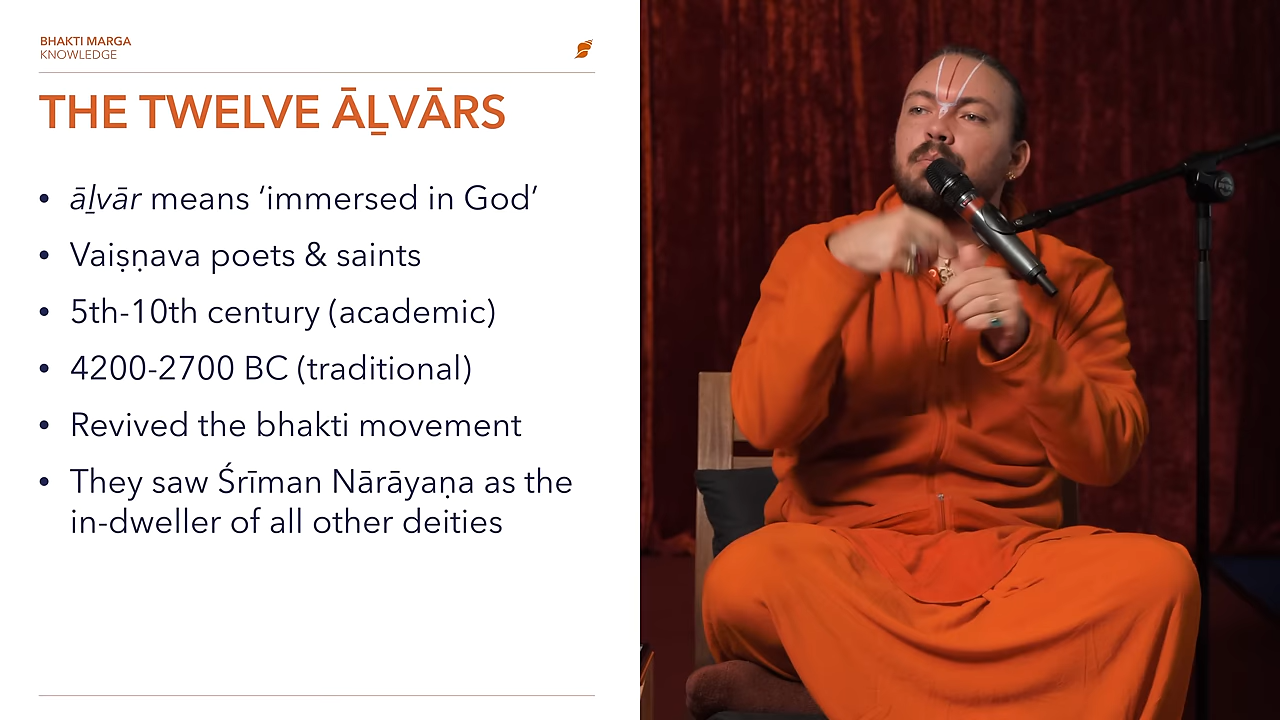 BHAKTI MARGA
KNOWLEDGE
THE TWELVE ĀḺVĀRS
• āḻvār means ‘immersed in God’
• Vaiṣṇava poets & saints
• 5th-10th century (academic)
• 4200-2700 BC (traditional)
• Revived the bhakti movement
• They saw Śrīman Nārāyaṇa as the
in-dweller of all other deities